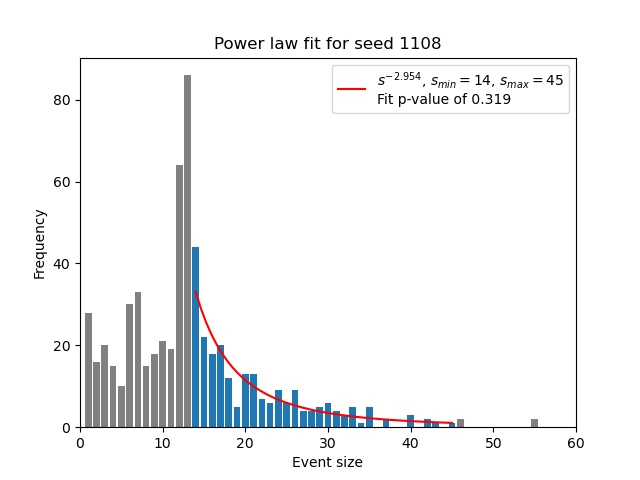 Power law fit for seed 1108
s^{-2.954}, s_{min} = 14, s_{max} = 45
Fit p-value of 0.319
80
60
40
20
0
Frequency
0 10 20 30 40 50 60
Event size